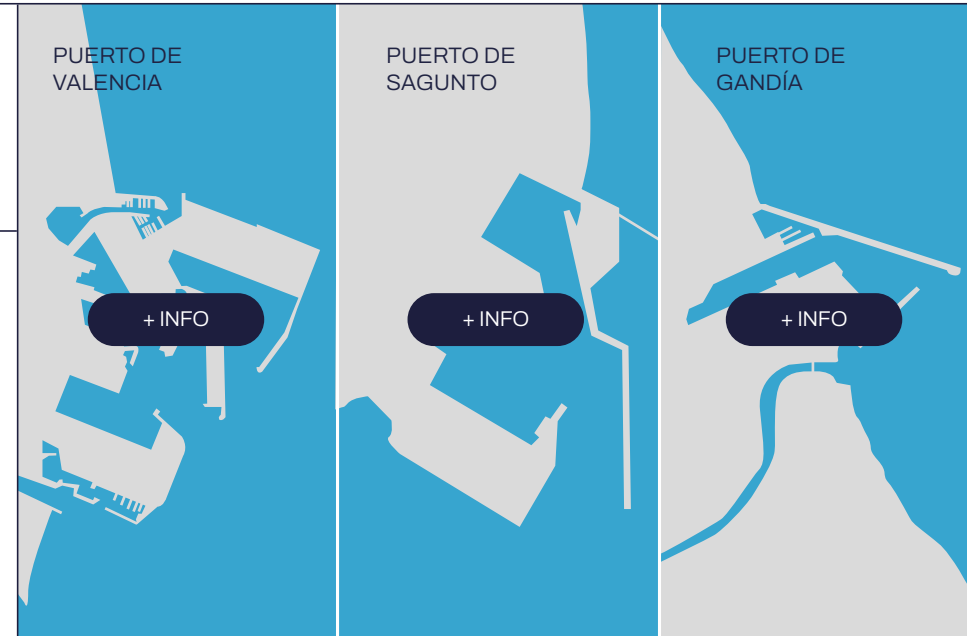 PUERTO DE
VALENCIA
+ INFO
PUERTO DE
SAGUNTO
+ INFO
PUERTO DE
GANDÍA
+ INFO